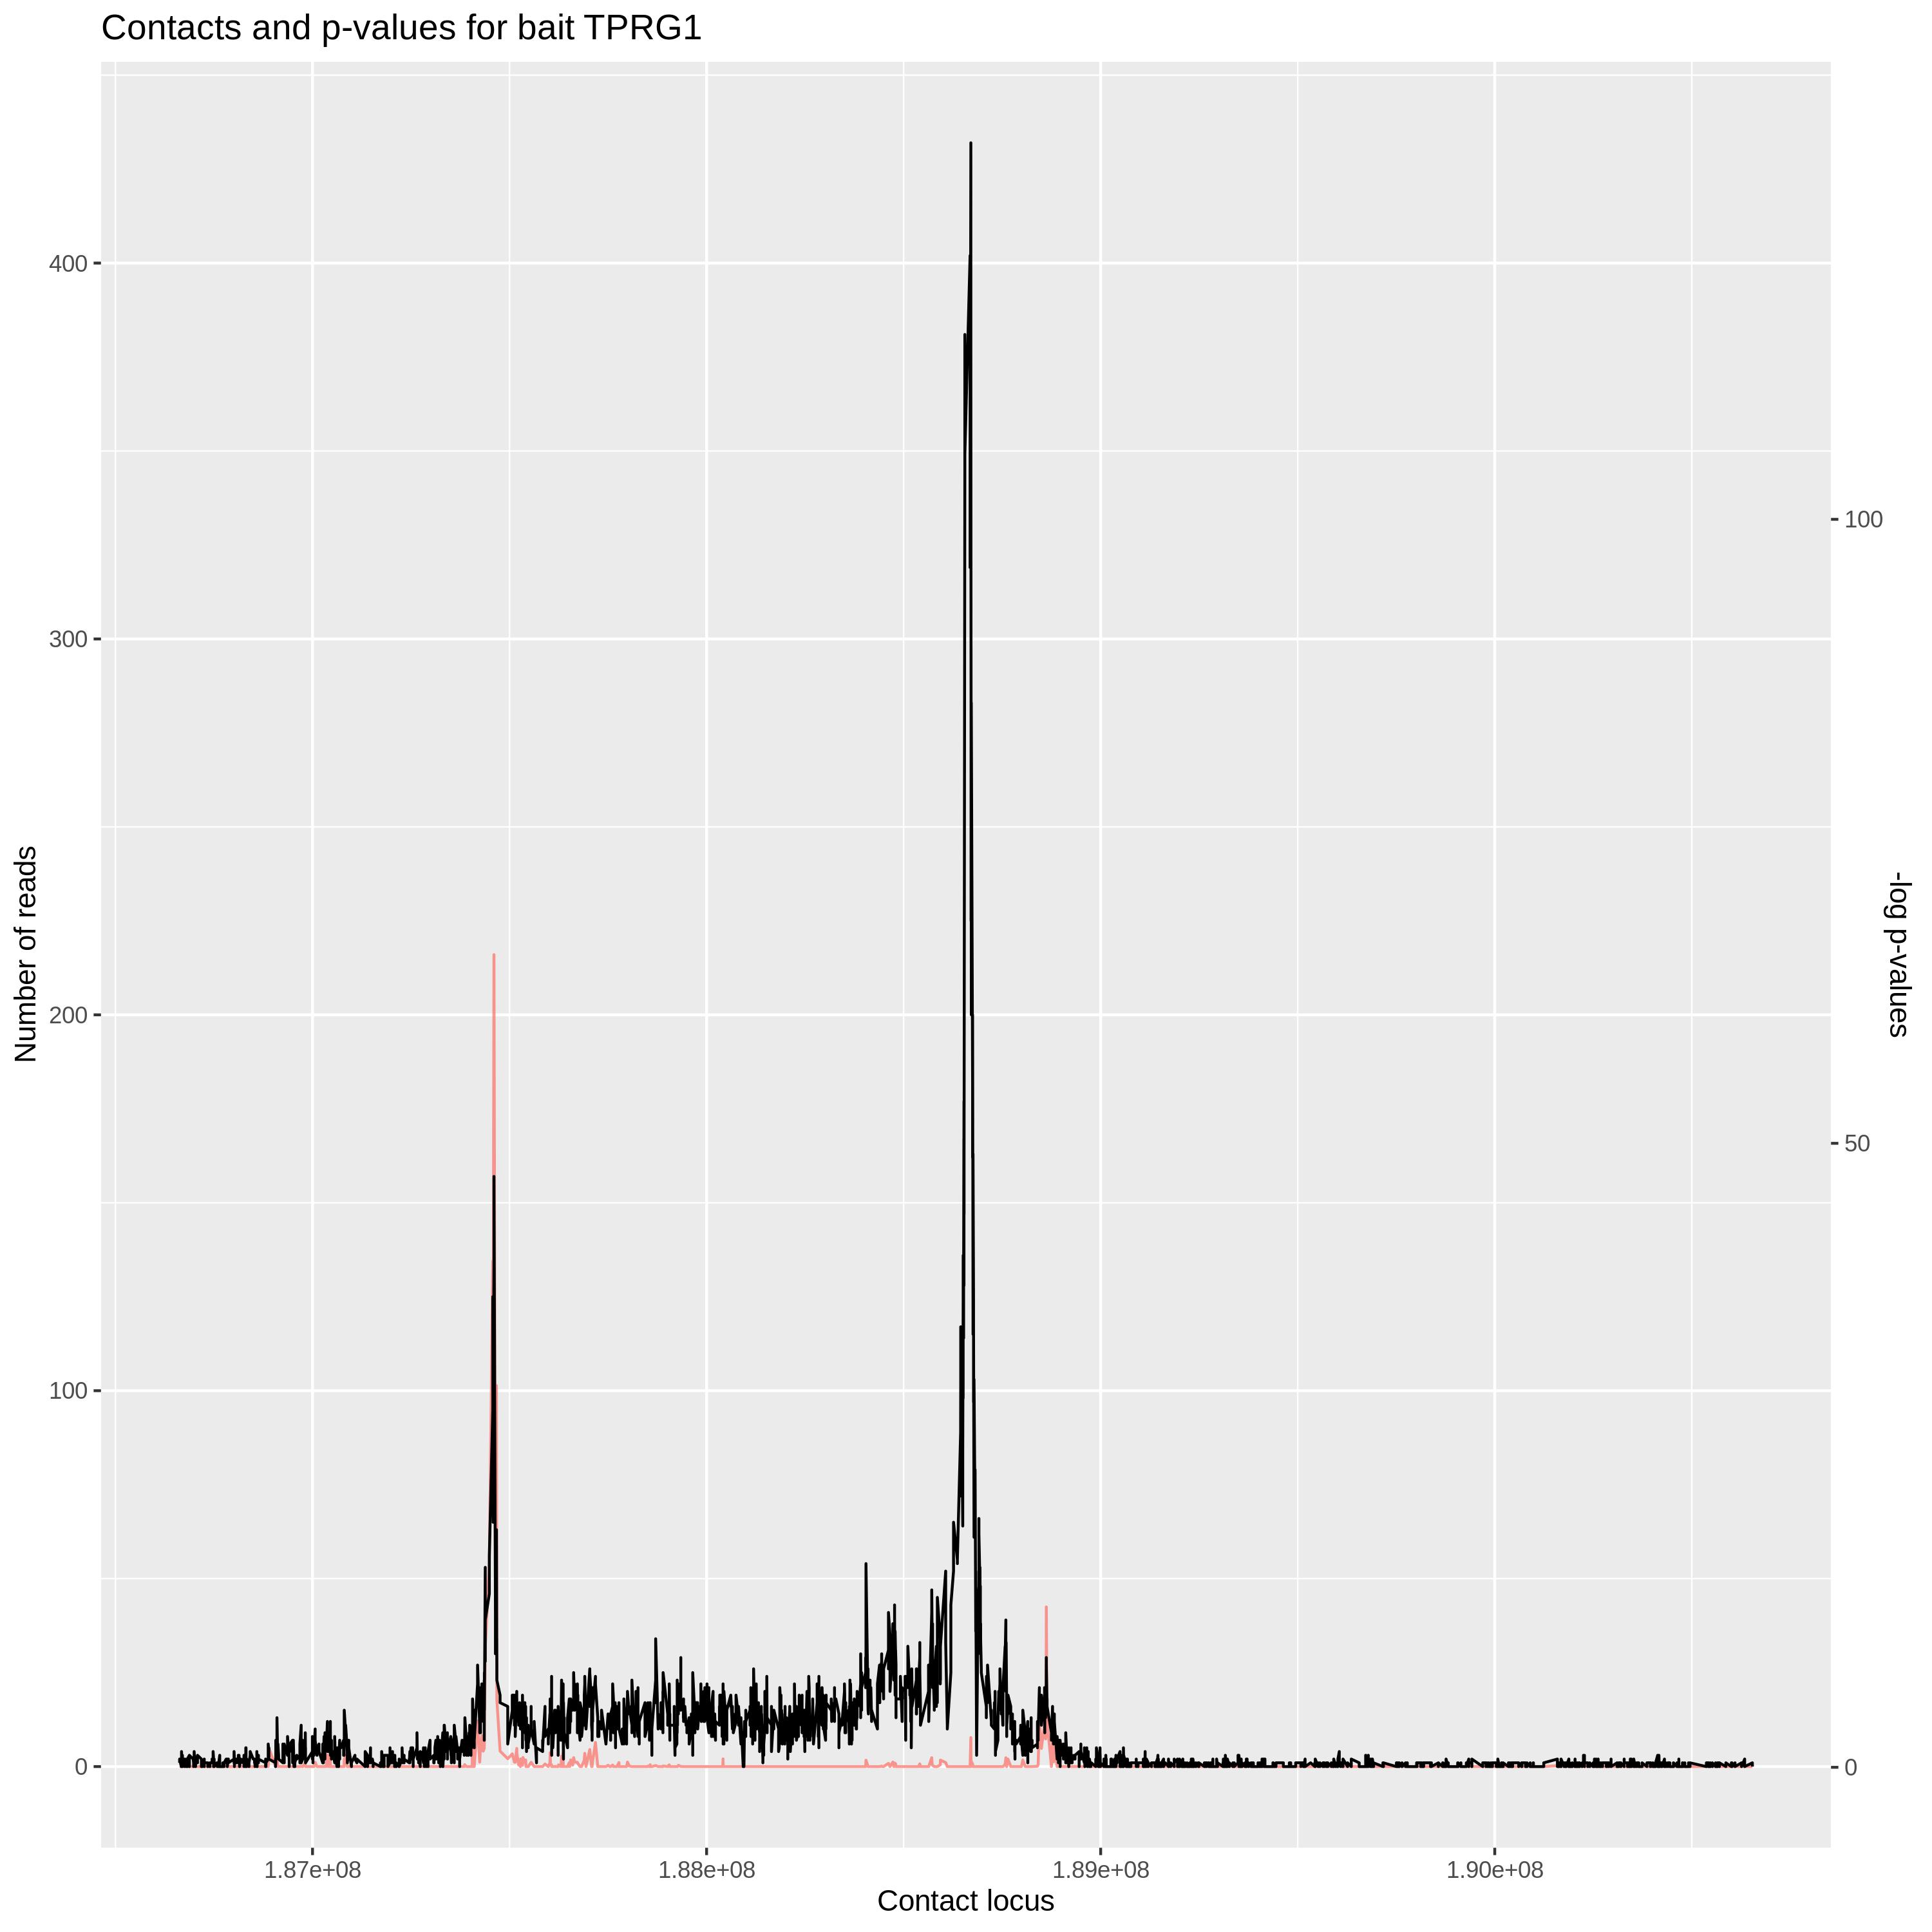 Contacts and p-values for bait TPRG1
400
300
200
100
0
Number of reads
100
50
0
-log p-values
1.87e+08
1.88e+08
1.89e+08
1.90e+08
Contact locus